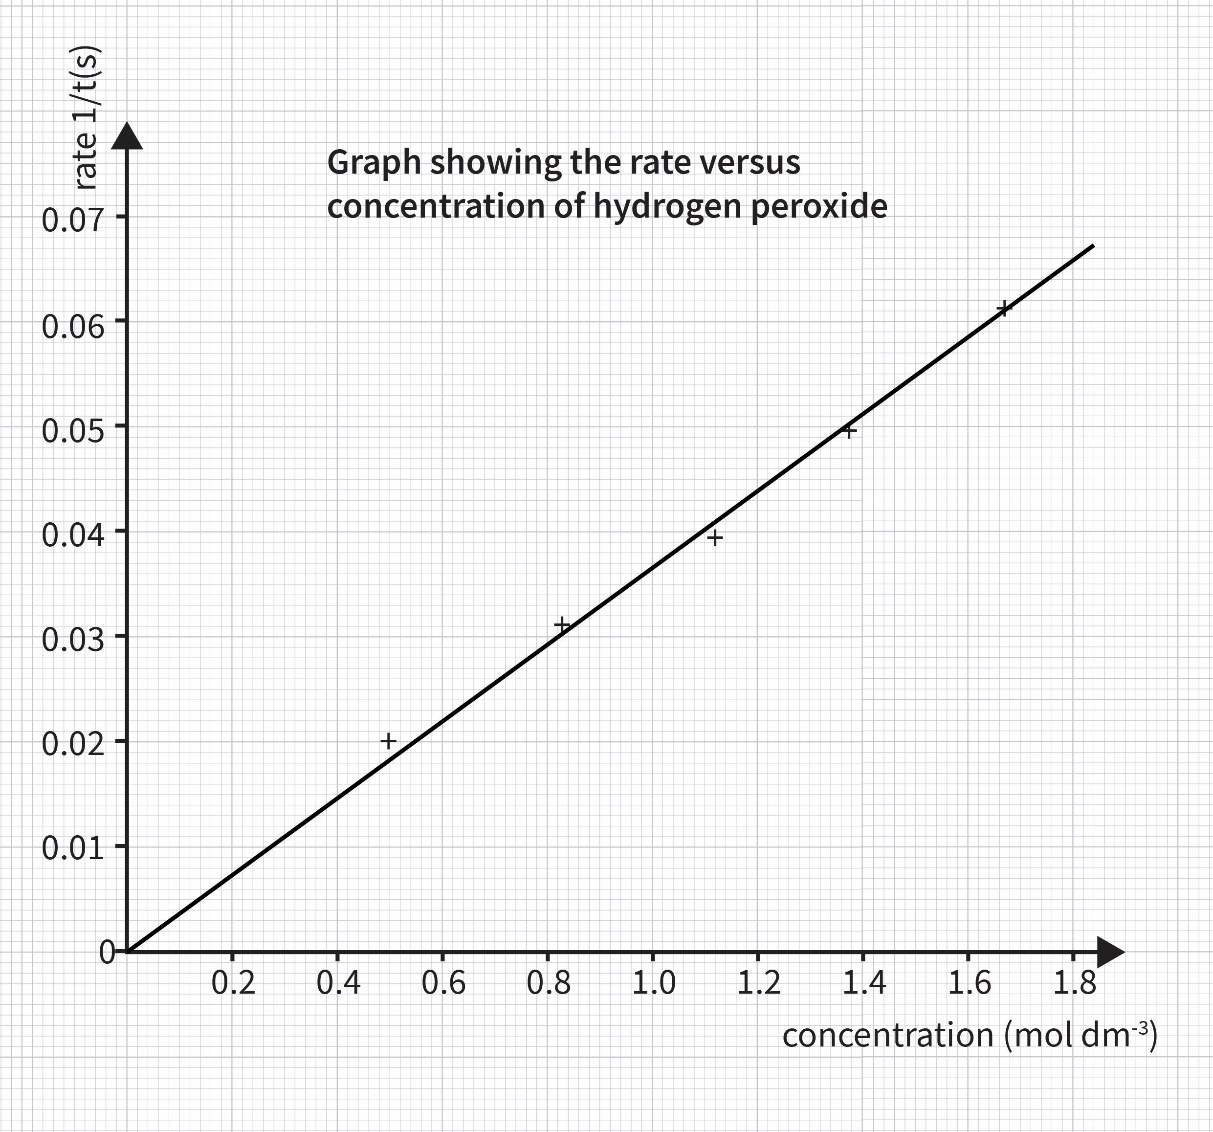 rate 1/t(s)
Graph showing the rate versus
concentration of hydrogen peroxide
0.07
0.06
0.05
0.04
0.03
0.02
0.01
0
0.2 0.4 0.6 0.8 1.0 1.2 1.4 1.6 1.8
concentration (mol dm⁻³)